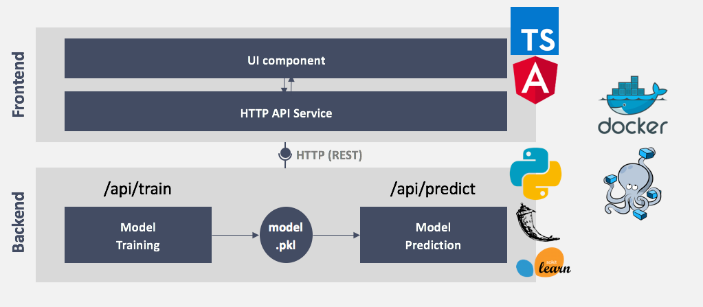 Frontend
UI component
HTTP API Service
TS
A
HTTP (REST)
docker
Backend
/api/train
/api/predict
Model
Training
model
.pkl
Model
Prediction
learn